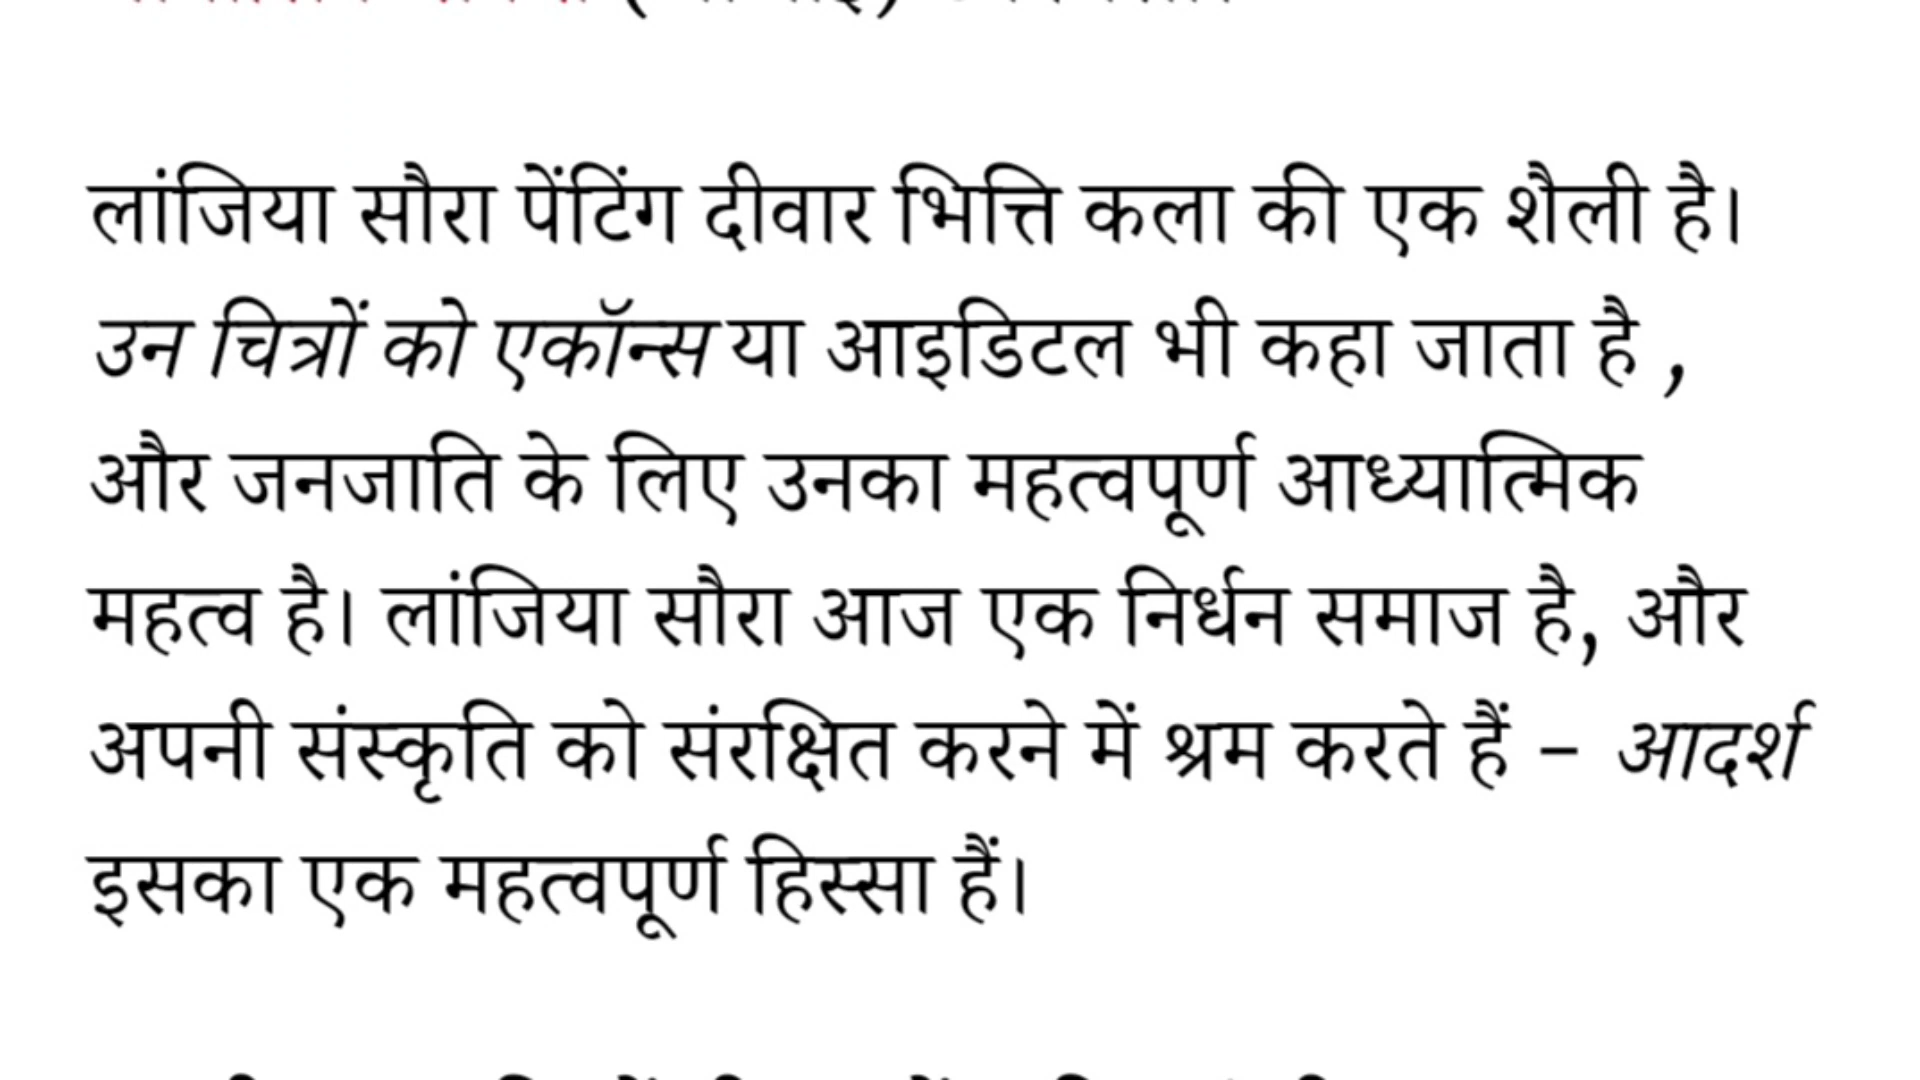 लांजिया सौरा पेंटिंग दीवार भित्ति कला की एक शैली है।
उन चित्रों को एकॉन्स या आइडिटल भी कहा जाता है ,
और जनजाति के लिए उनका महत्वपूर्ण आध्यात्मिक
महत्व है। लांजिया सौरा आज एक निर्धन समाज है, और
अपनी संस्कृति को संरक्षित करने में श्रम करते हैं – आदर्श
इसका एक महत्वपूर्ण हिस्सा हैं।